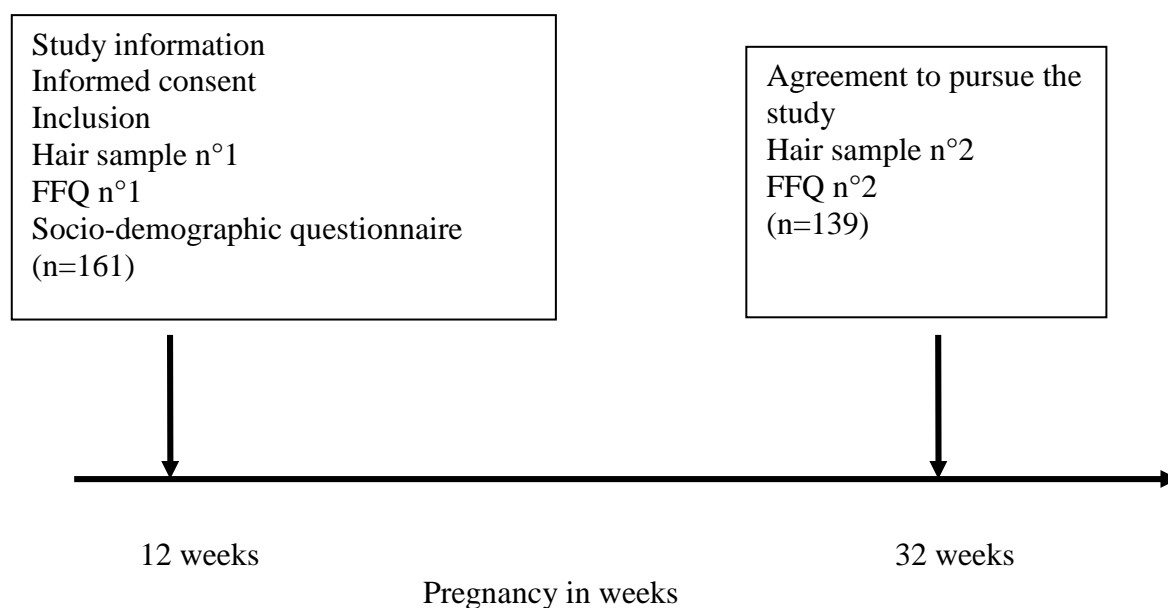 Study information
Informed consent
Inclusion
Hair sample n°1
FFQ n°1
Socio-demographic questionnaire
(n=161)
Agreement to pursue the
study
Hair sample n°2
FFQ n°2
(n=139)
12 weeks
32 weeks
Pregnancy in weeks